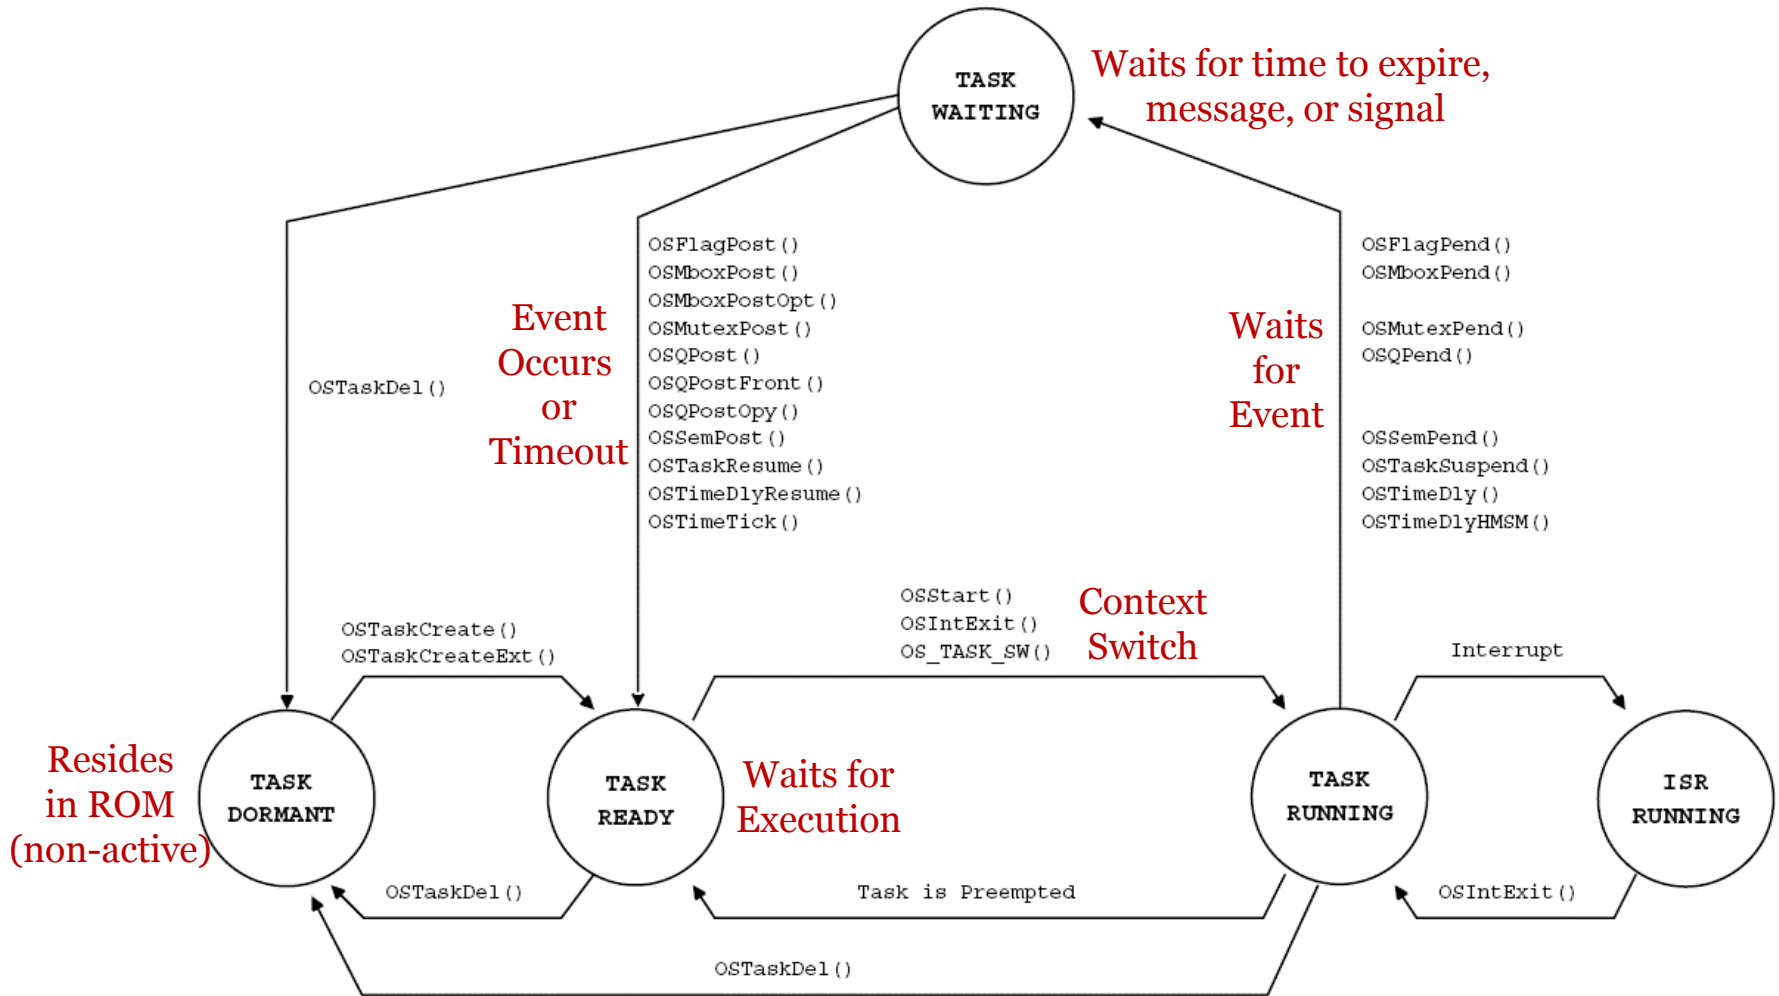 TASK
WAITING
Waits for time to expire,
message, or signal
OSTaskDel()
Event
Occurs
or
Timeout
OSFlagPost()
OSMboxPost()
OSMboxPostOpt()
OSMutexPost()
OSQPost()
OSQPostFront()
OSQPostOpy()
OSSemPost()
OSTaskResume()
OSTimeDlyResume()
OSTimeTick()
Waits
for
Event
OSFlagPend()
OSMboxPend()
OSMutexPend()
OSQPend()
OSSemPend()
OSTaskSuspend()
OSTimeDly()
OSTimeDlyHMSM()
OSTaskCreate()
OSTaskCreateExt()
OSStart()
OSIntExit()
OS_TASK_SW()
Context
Switch
Interrupt
Resides
in ROM
(non-active)
TASK
DORMANT
TASK
READY
Waits for
Execution
TASK
RUNNING
ISR
RUNNING
OSTaskDel()
Task is Preempted
OSIntExit()
OSTaskDel()